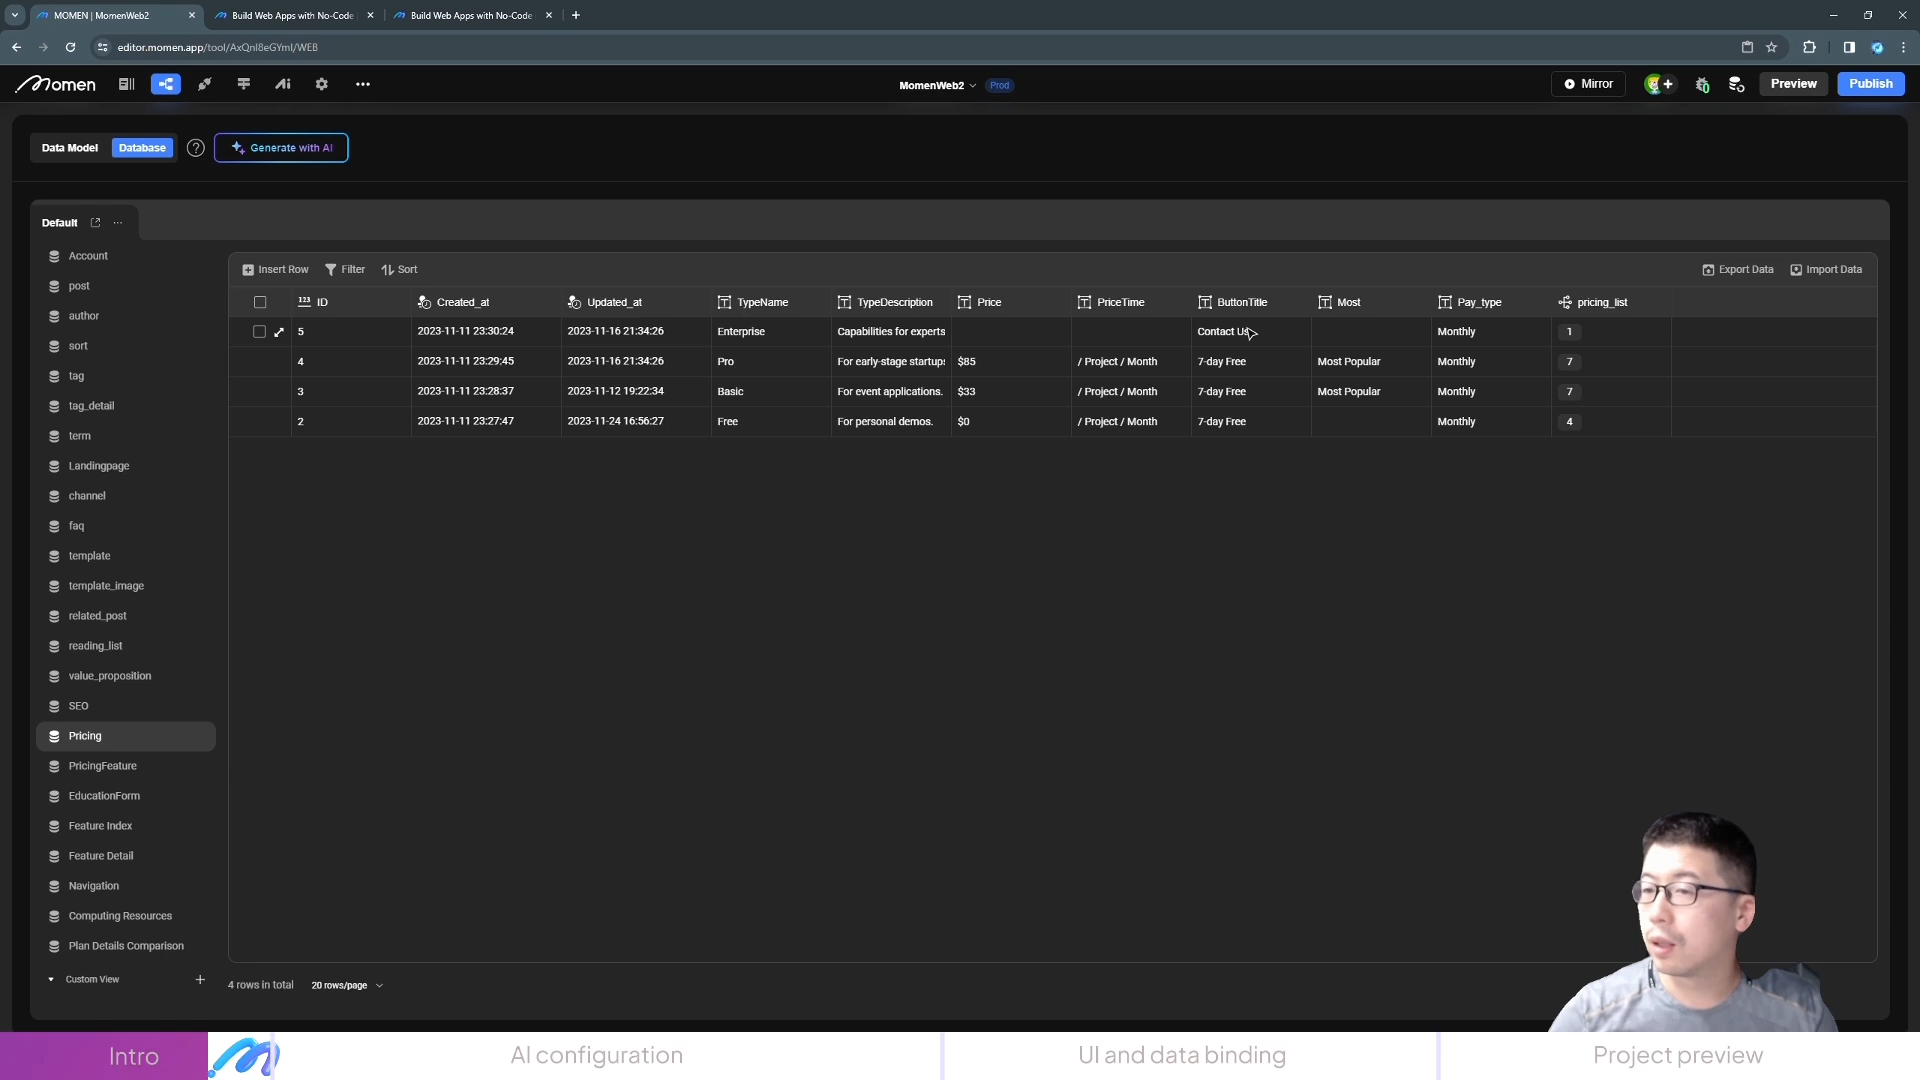 MOMEN | MomenWeb2
Build Web Apps with No-Code
Build Web Apps with No-Code
editor.momen.app/tool/AxQnl8eGYml/WEB
Momen
MomenWeb2
Prod
Mirror
Preview
Publish
Data Model
Database
Generate with AI
Default
Account
post
author
sort
tag
tag_detail
term
Landingpage
channel
faq
template
template_image
related_post
reading_list
value_proposition
SEO
Pricing
PricingFeature
EducationForm
Feature Index
Feature Detail
Navigation
Computing Resources
Plan Details Comparison
Custom View
Insert Row Filter Sort Export Data Import Data
ID Created_at Updated_at TypeName TypeDescription Price PriceTime ButtonTitle Most Pay_type pricing_list
5 2023-11-11 23:30:24 2023-11-16 21:34:26 Enterprise Capabilities for experts Contact Us Monthly 1
4 2023-11-11 23:29:45 2023-11-16 21:34:26 Pro For early-stage startups $85 / Project / Month 7-day Free Most Popular Monthly 7
3 2023-11-11 23:28:37 2023-11-12 19:22:34 Basic For event applications. $33 / Project / Month 7-day Free Most Popular Monthly 7
2 2023-11-11 23:27:47 2023-11-24 16:56:27 Free For personal demos. $0 / Project / Month 7-day Free Monthly 4
4 rows in total 20 rows/page
Intro
AI configuration
UI and data binding
Project preview